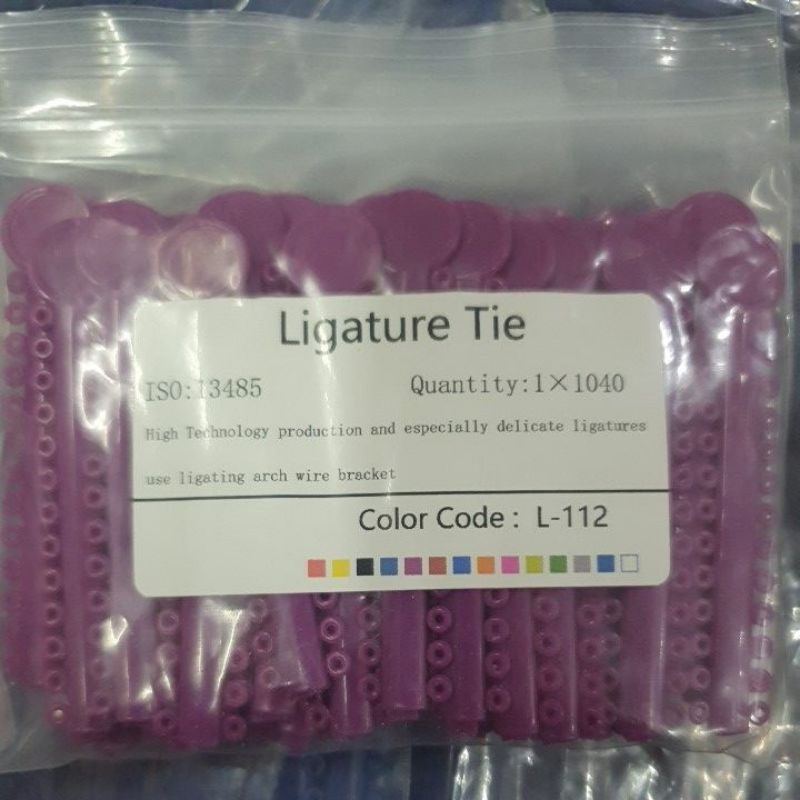 Ligature Tie
ISO:13485 Quantity:1×1040
High Technology production and especially delicate ligatures
use ligating arch wire bracket
Color Code : L-112